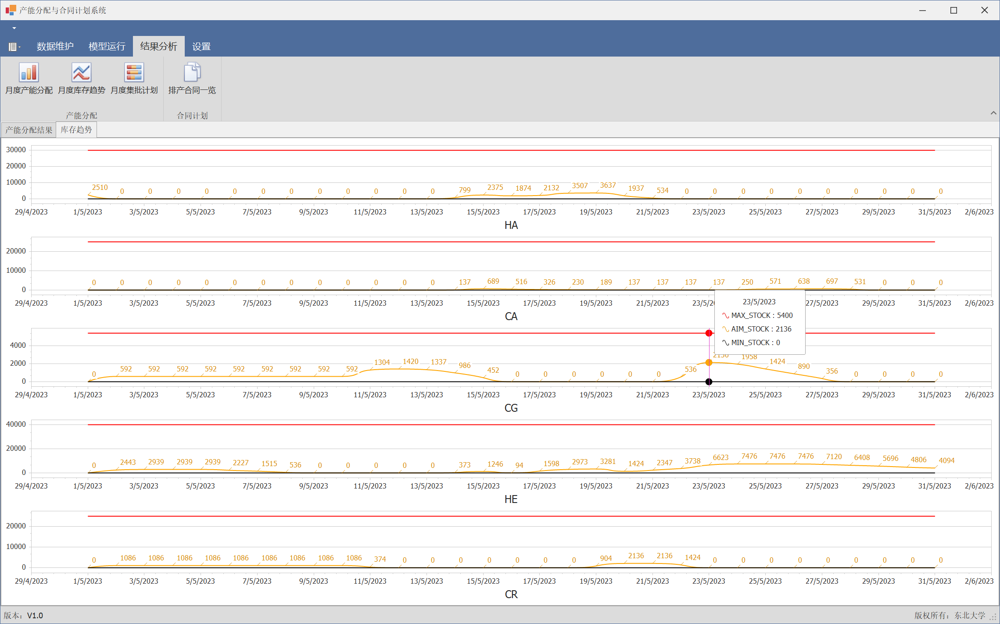 产能分配与合同计划系统
数据维护 模型运行 结果分析 设置
月度产能分配 月度库存趋势 月度集批计划 排产合同一览
产能分配 合同计划
产能分配结果 库存趋势
30000
20000
10000
0
2510 0 0 0 0 0 0 0 0 0 0 0 0 799 2375 1874 2132 3507 3637 1937 534 0 0 0 0 0 0 0 0 0 0
29/4/2023 1/5/2023 3/5/2023 5/5/2023 7/5/2023 9/5/2023 11/5/2023 13/5/2023 15/5/2023 17/5/2023 19/5/2023 21/5/2023 23/5/2023 25/5/2023 27/5/2023 29/5/2023 31/5/2023 2/6/2023
HA
20000
10000
0
0 0 0 0 0 0 0 0 0 0 0 0 0 137 689 516 326 230 189 137 137 137 137 250 571 638 697 531 0 0 0
29/4/2023 1/5/2023 3/5/2023 5/5/2023 7/5/2023 9/5/2023 11/5/2023 13/5/2023 15/5/2023 17/5/2023 19/5/2023 21/5/2023 23/5/2 27/5/2023 29/5/2023 31/5/2023 2/6/2023
CA
23/5/2023
MAX_STOCK : 5400
AIM_STOCK : 2136
MIN_STOCK : 0
4000
2000
0
0 592 592 592 592 592 592 592 592 592 1304 1420 1337 986 452 0 0 0 0 0 0 536 2136 1958 1424 890 356 0 0 0 0
29/4/2023 1/5/2023 3/5/2023 5/5/2023 7/5/2023 9/5/2023 11/5/2023 13/5/2023 15/5/2023 17/5/2023 19/5/2023 21/5/2023 23/5/2023 25/5/2023 27/5/2023 29/5/2023 31/5/2023 2/6/2023
CG
40000
20000
0
0 2443 2939 2939 2939 2227 1515 536 0 0 0 0 0 373 1246 94 1598 2973 3281 1424 2347 3738 6623 7476 7476 7476 7120 6408 5696 4806 4094
29/4/2023 1/5/2023 3/5/2023 5/5/2023 7/5/2023 9/5/2023 11/5/2023 13/5/2023 15/5/2023 17/5/2023 19/5/2023 21/5/2023 23/5/2023 25/5/2023 27/5/2023 29/5/2023 31/5/2023 2/6/2023
HE
20000
10000
0
0 1086 1086 1086 1086 1086 1086 1086 1086 1086 374 0 0 0 0 0 0 0 904 2136 2136 1424 0 0 0 0 0 0 0 0 0
29/4/2023 1/5/2023 3/5/2023 5/5/2023 7/5/2023 9/5/2023 11/5/2023 13/5/2023 15/5/2023 17/5/2023 19/5/2023 21/5/2023 23/5/2023 25/5/2023 27/5/2023 29/5/2023 31/5/2023 2/6/2023
CR
版本：V1.0 版权所有：东北大学